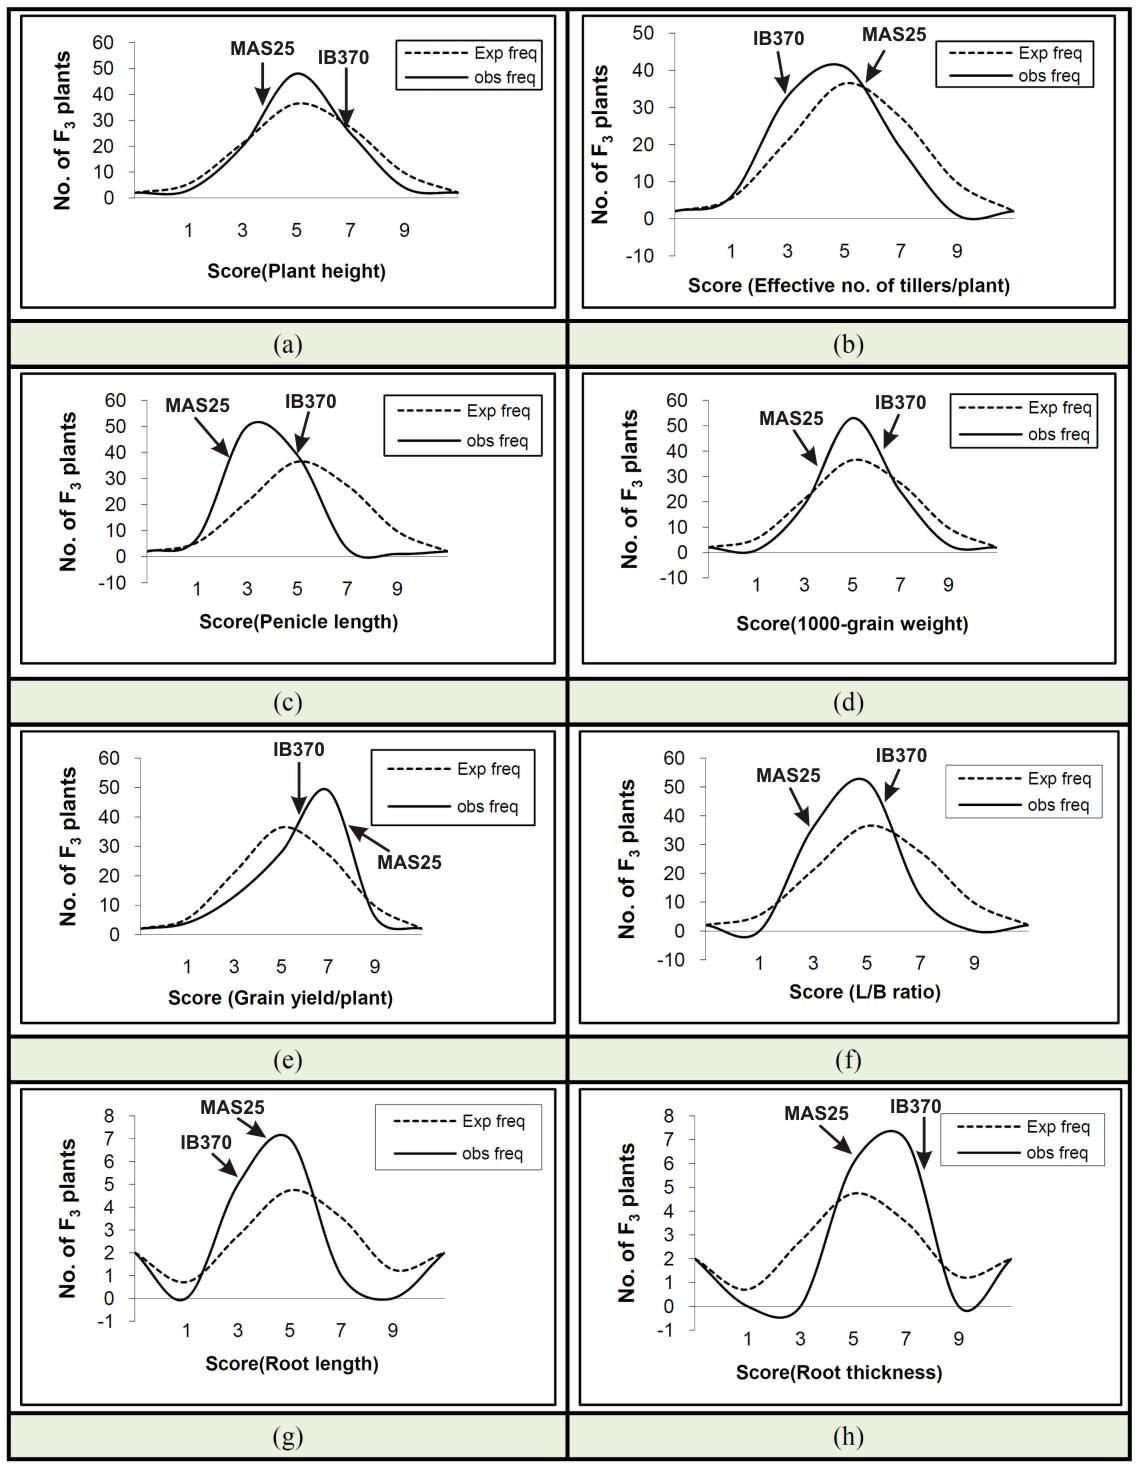 60
50
40
30
20
10
0
No. of F3 plants
MAS25
IB370
Exp freq
obs freq
1 3 5 7 9
Score(Plant height)
(a)
50
40
30
20
10
0
-10
No. of F3 plants
IB370
MAS25
Exp freq
obs freq
1 3 5 7 9
Score (Effective no. of tillers/plant)
(b)
60
50
40
30
20
10
0
-10
No. of F3 plants
MAS25
IB370
Exp freq
obs freq
1 3 5 7 9
Score(Penicle length)
(c)
60
50
40
30
20
10
0
-10
No. of F3 plants
MAS25
IB370
Exp freq
obs freq
1 3 5 7 9
Score(1000-grain weight)
(d)
60
50
40
30
20
10
0
No. of F3 plants
IB370
MAS25
Exp freq
obs freq
1 3 5 7 9
Score (Grain yield/plant)
(e)
60
50
40
30
20
10
0
-10
No. of F3 plants
MAS25
IB370
Exp freq
obs freq
1 3 5 7 9
Score (L/B ratio)
(f)
8
7
6
5
4
3
2
1
0
-1
No. of F3 plants
MAS25
IB370
Exp freq
obs freq
1 3 5 7 9
Score(Root length)
(g)
8
7
6
5
4
3
2
1
0
-1
No. of F3 plants
MAS25
IB370
Exp freq
obs freq
1 3 5 7 9
Score(Root thickness)
(h)